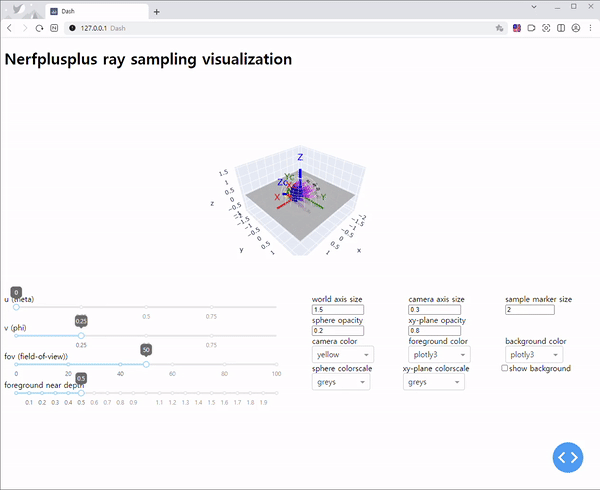 Dash
127.0.0.1 Dash
Nerfplusplus ray sampling visualization
Z
Yc
Zc
X
Y
1.5
1
0.5
0
−0.5
z
y
x
0
u (theta)
0.5 0.75
0.25
v (phi)
0.25 0.75
50
fov (field-of-view))
0 20 40 60 80 100
0.5
foreground near depth
0.1 0.2 0.3 0.4 0.5 0.6 0.7 0.8 0.9 1.1 1.2 1.3 1.4 1.5 1.6 1.7 1.8 1.9
world axis size camera axis size sample marker size
1.5 0.3 2
sphere opacity xy-plane opacity
0.2 0.8
camera color foreground color background color
yellow plotly3 plotly3
sphere colorscale xy-plane colorscale show background
greys greys